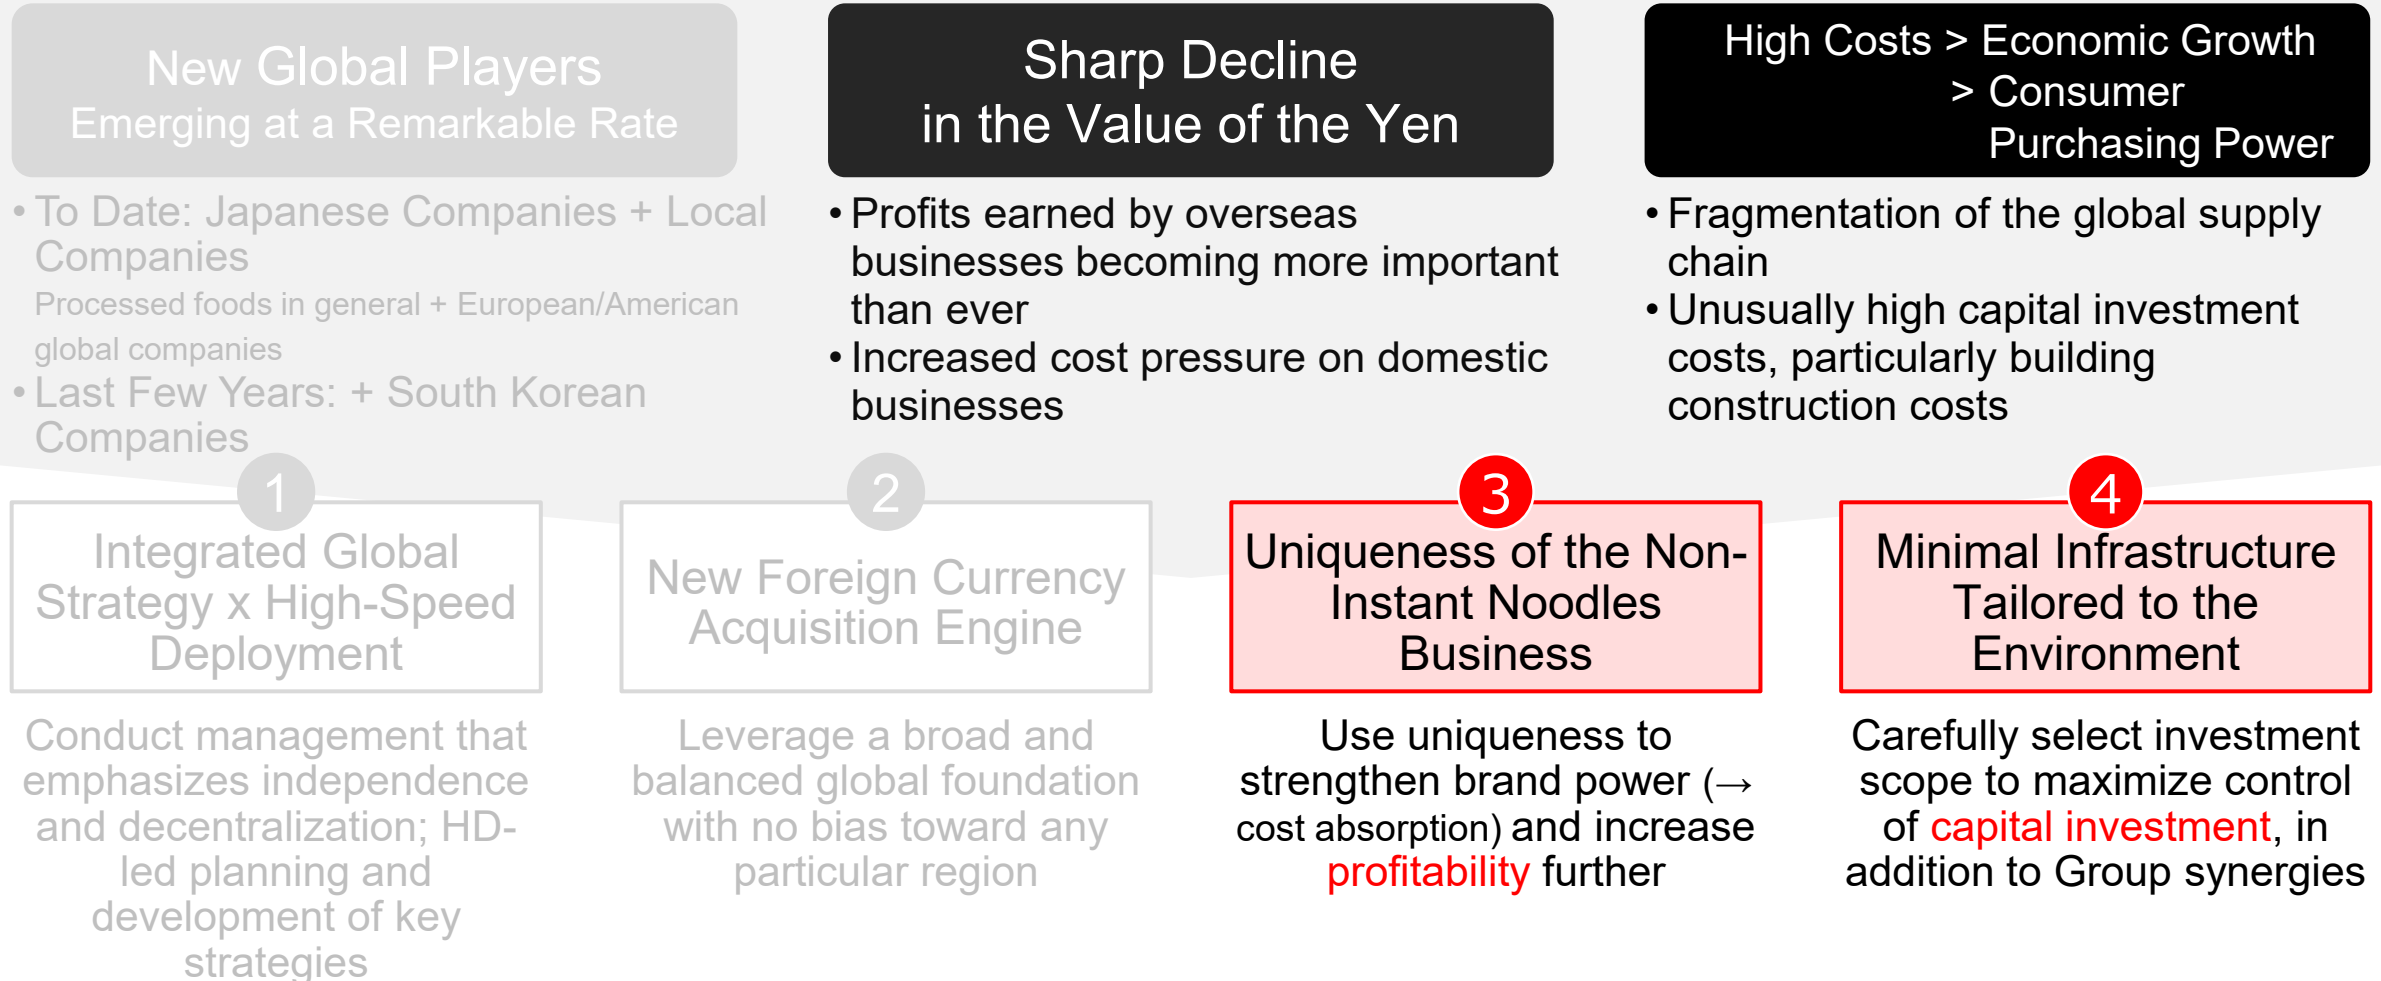 New Global Players
Emerging at a Remarkable Rate
• To Date: Japanese Companies + Local
Companies
Processed foods in general + European/American
global companies
• Last Few Years: + South Korean
Companies
Sharp Decline
in the Value of the Yen
• Profits earned by overseas
businesses becoming more important
than ever
• Increased cost pressure on domestic
businesses
High Costs > Economic Growth
> Consumer
Purchasing Power
• Fragmentation of the global supply
chain
• Unusually high capital investment
costs, particularly building
construction costs
1
Integrated Global
Strategy x High-Speed
Deployment
Conduct management that
emphasizes independence
and decentralization; HD-
led planning and
development of key
strategies
2
New Foreign Currency
Acquisition Engine
Leverage a broad and
balanced global foundation
with no bias toward any
particular region
3
Uniqueness of the Non-
Instant Noodles
Business
Use uniqueness to
strengthen brand power (→
cost absorption) and increase
profitability further
4
Minimal Infrastructure
Tailored to the
Environment
Carefully select investment
scope to maximize control
of capital investment, in
addition to Group synergies